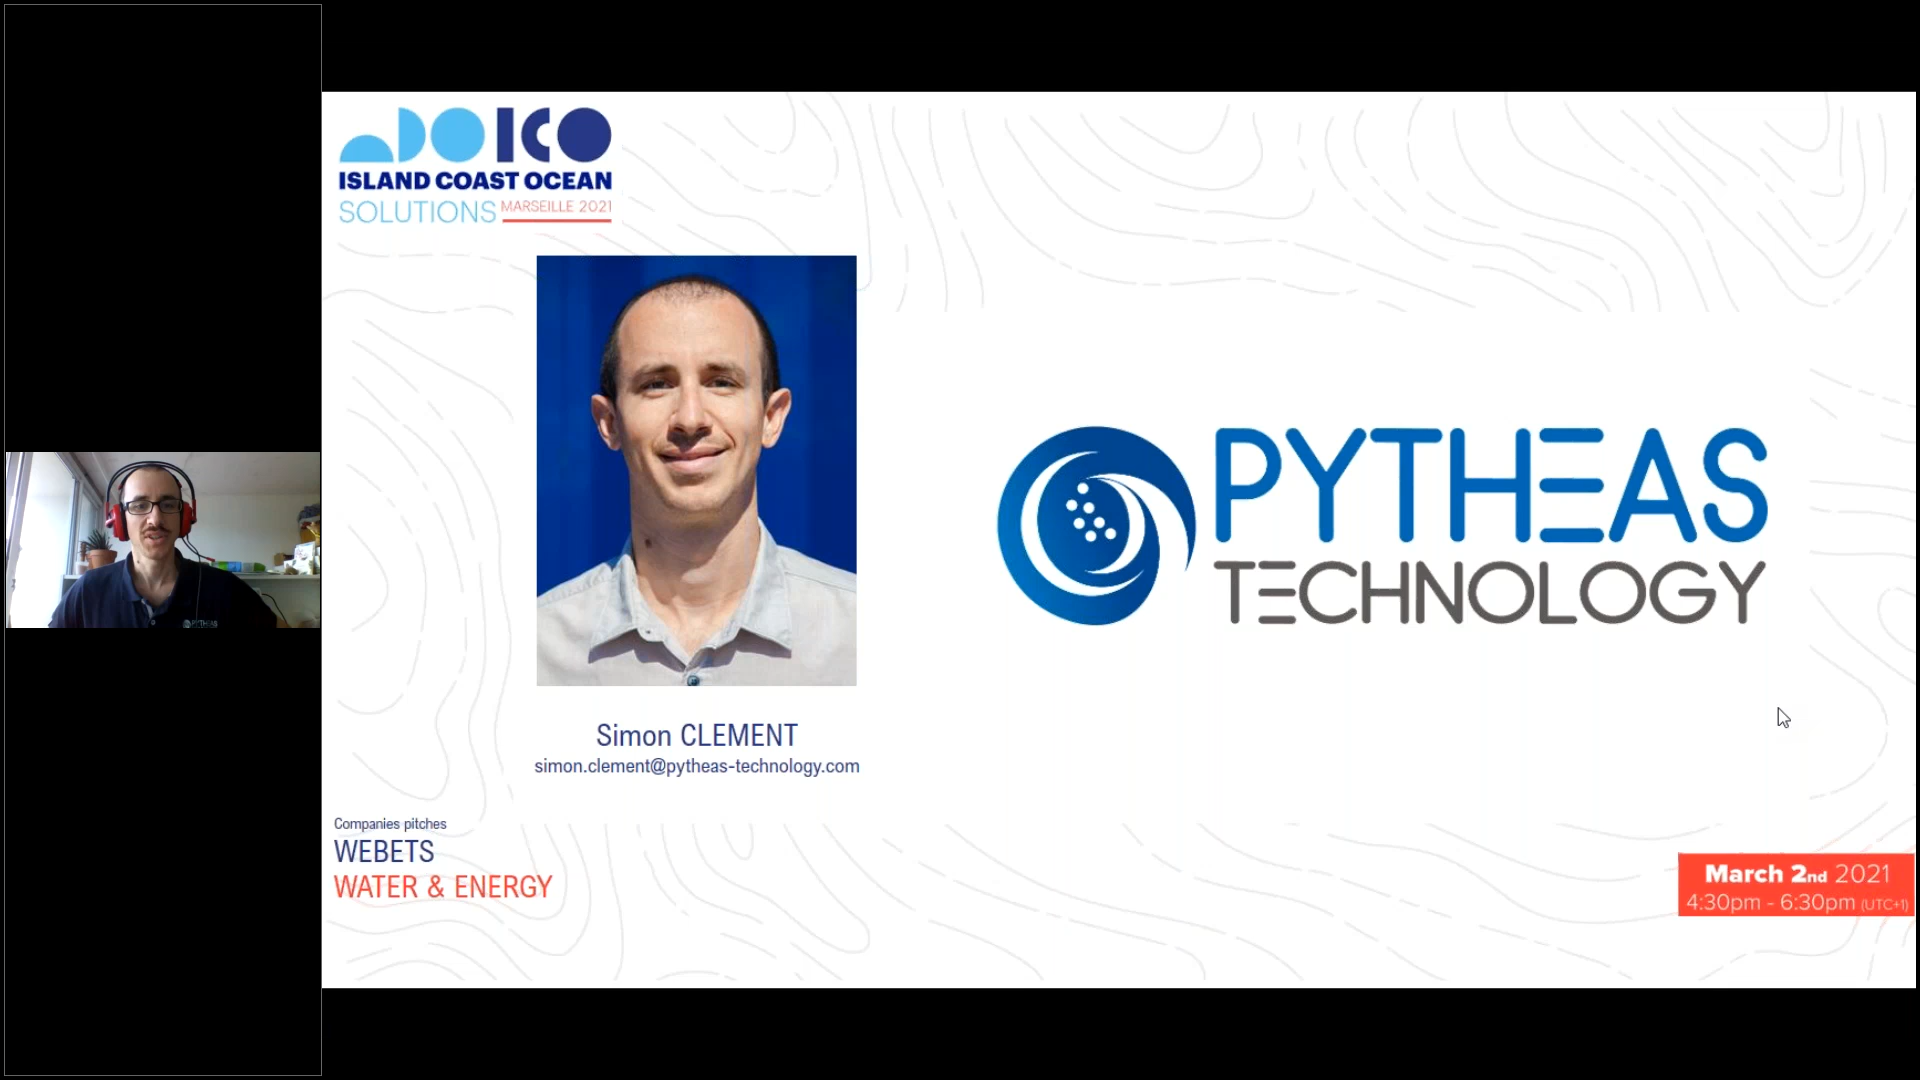 ICO
ISLAND COAST OCEAN
SOLUTIONS MARSEILLE 2021
PYTHEAS
TECHNOLOGY
PYTHEAS
Simon CLEMENT
simon.clement@pytheas-technology.com
Companies pitches
WEBETS
WATER & ENERGY
March 2nd 2021
4:30pm - 6:30pm (UTC+1)